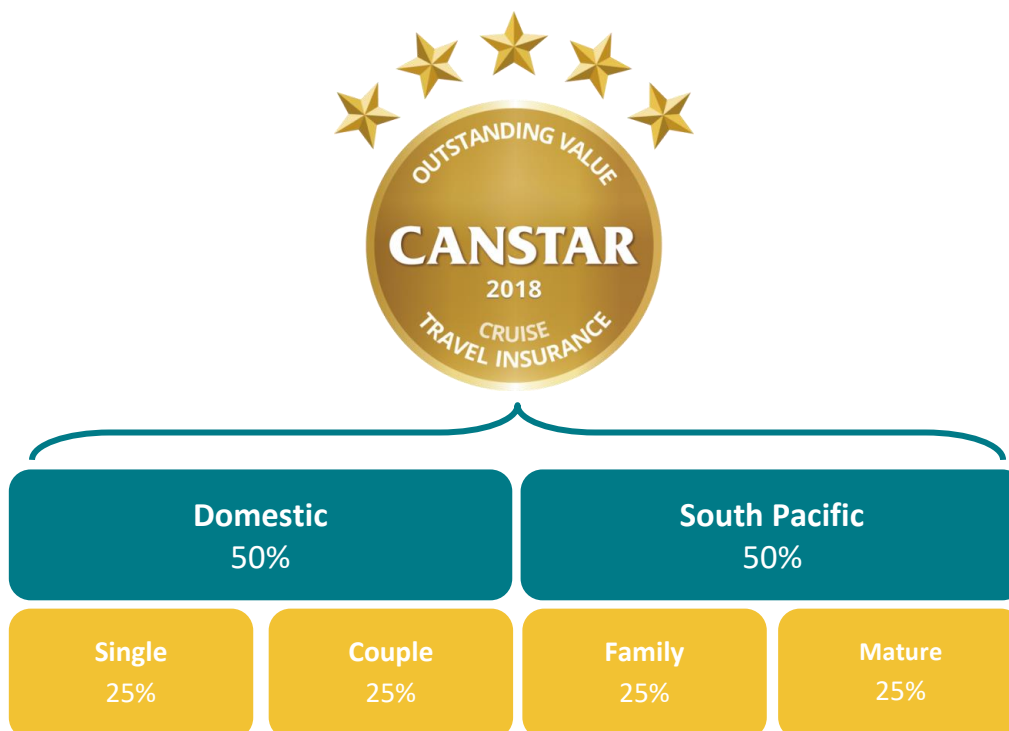 OUTSTANDING VALUE
CANSTAR
2018
CRUISE
TRAVEL INSURANCE
Domestic
50%
South Pacific
50%
Single
25%
Couple
25%
Family
25%
Mature
25%